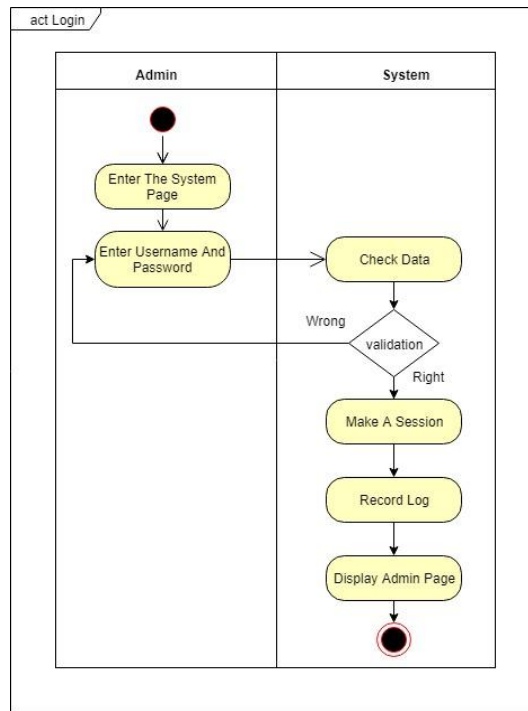 act Login
Admin
System
Enter The System
Page
Enter Username And
Password
Check Data
Wrong
validation
Right
Make A Session
Record Log
Display Admin Page